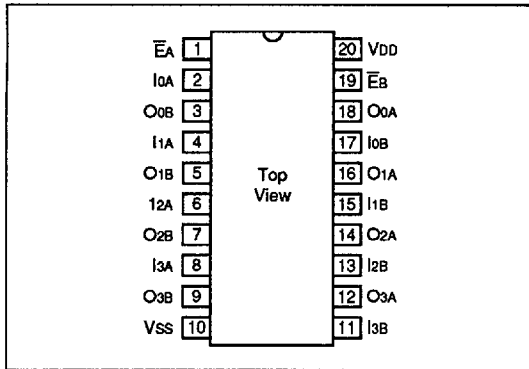 E̅A 1 20 VDD
I0A 2 19 E̅B
O0B 3 18 O0A
I1A 4 17 I0B
O1B 5 16 O1A
Top
12A 6 15 I1B
View
O2B 7 14 O2A
I3A 8 13 I2B
O3B 9 12 O3A
VSS 10 11 I3B